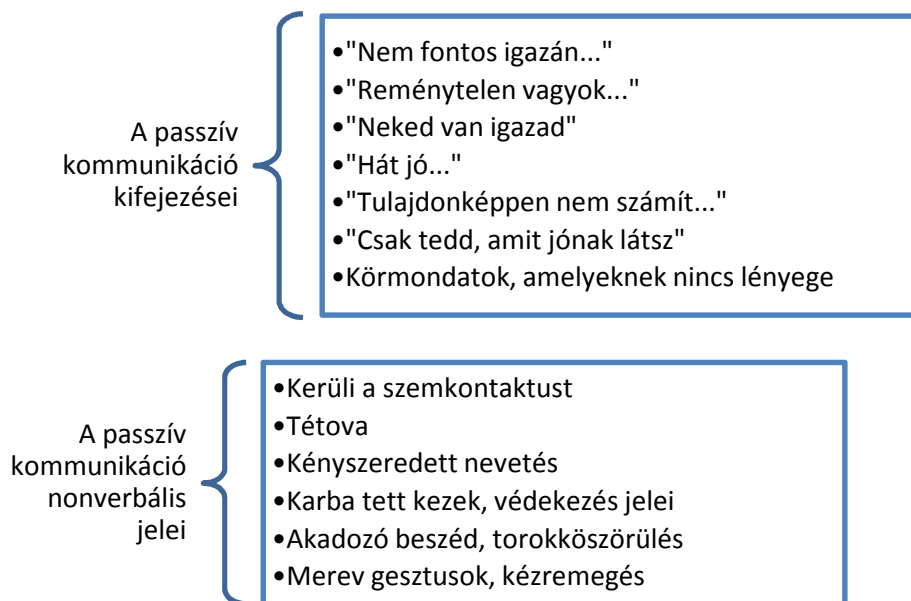 A passzív
kommunikáció
kifejezései
•"Nem fontos igazán..."
•"Reménytelen vagyok..."
•"Neked van igazad"
•"Hát jó..."
•"Tulajdonképpen nem számít..."
•"Csak tedd, amit jónak látsz"
•Körmondatok, amelyeknek nincs lényege
A passzív
kommunikáció
nonverbális
jelei
•Kerüli a szemkontaktust
•Tétova
•Kényszeredett nevetés
•Karba tett kezek, védekezés jelei
•Akadozó beszéd, torokköszörülés
•Merev gesztusok, kézremegés